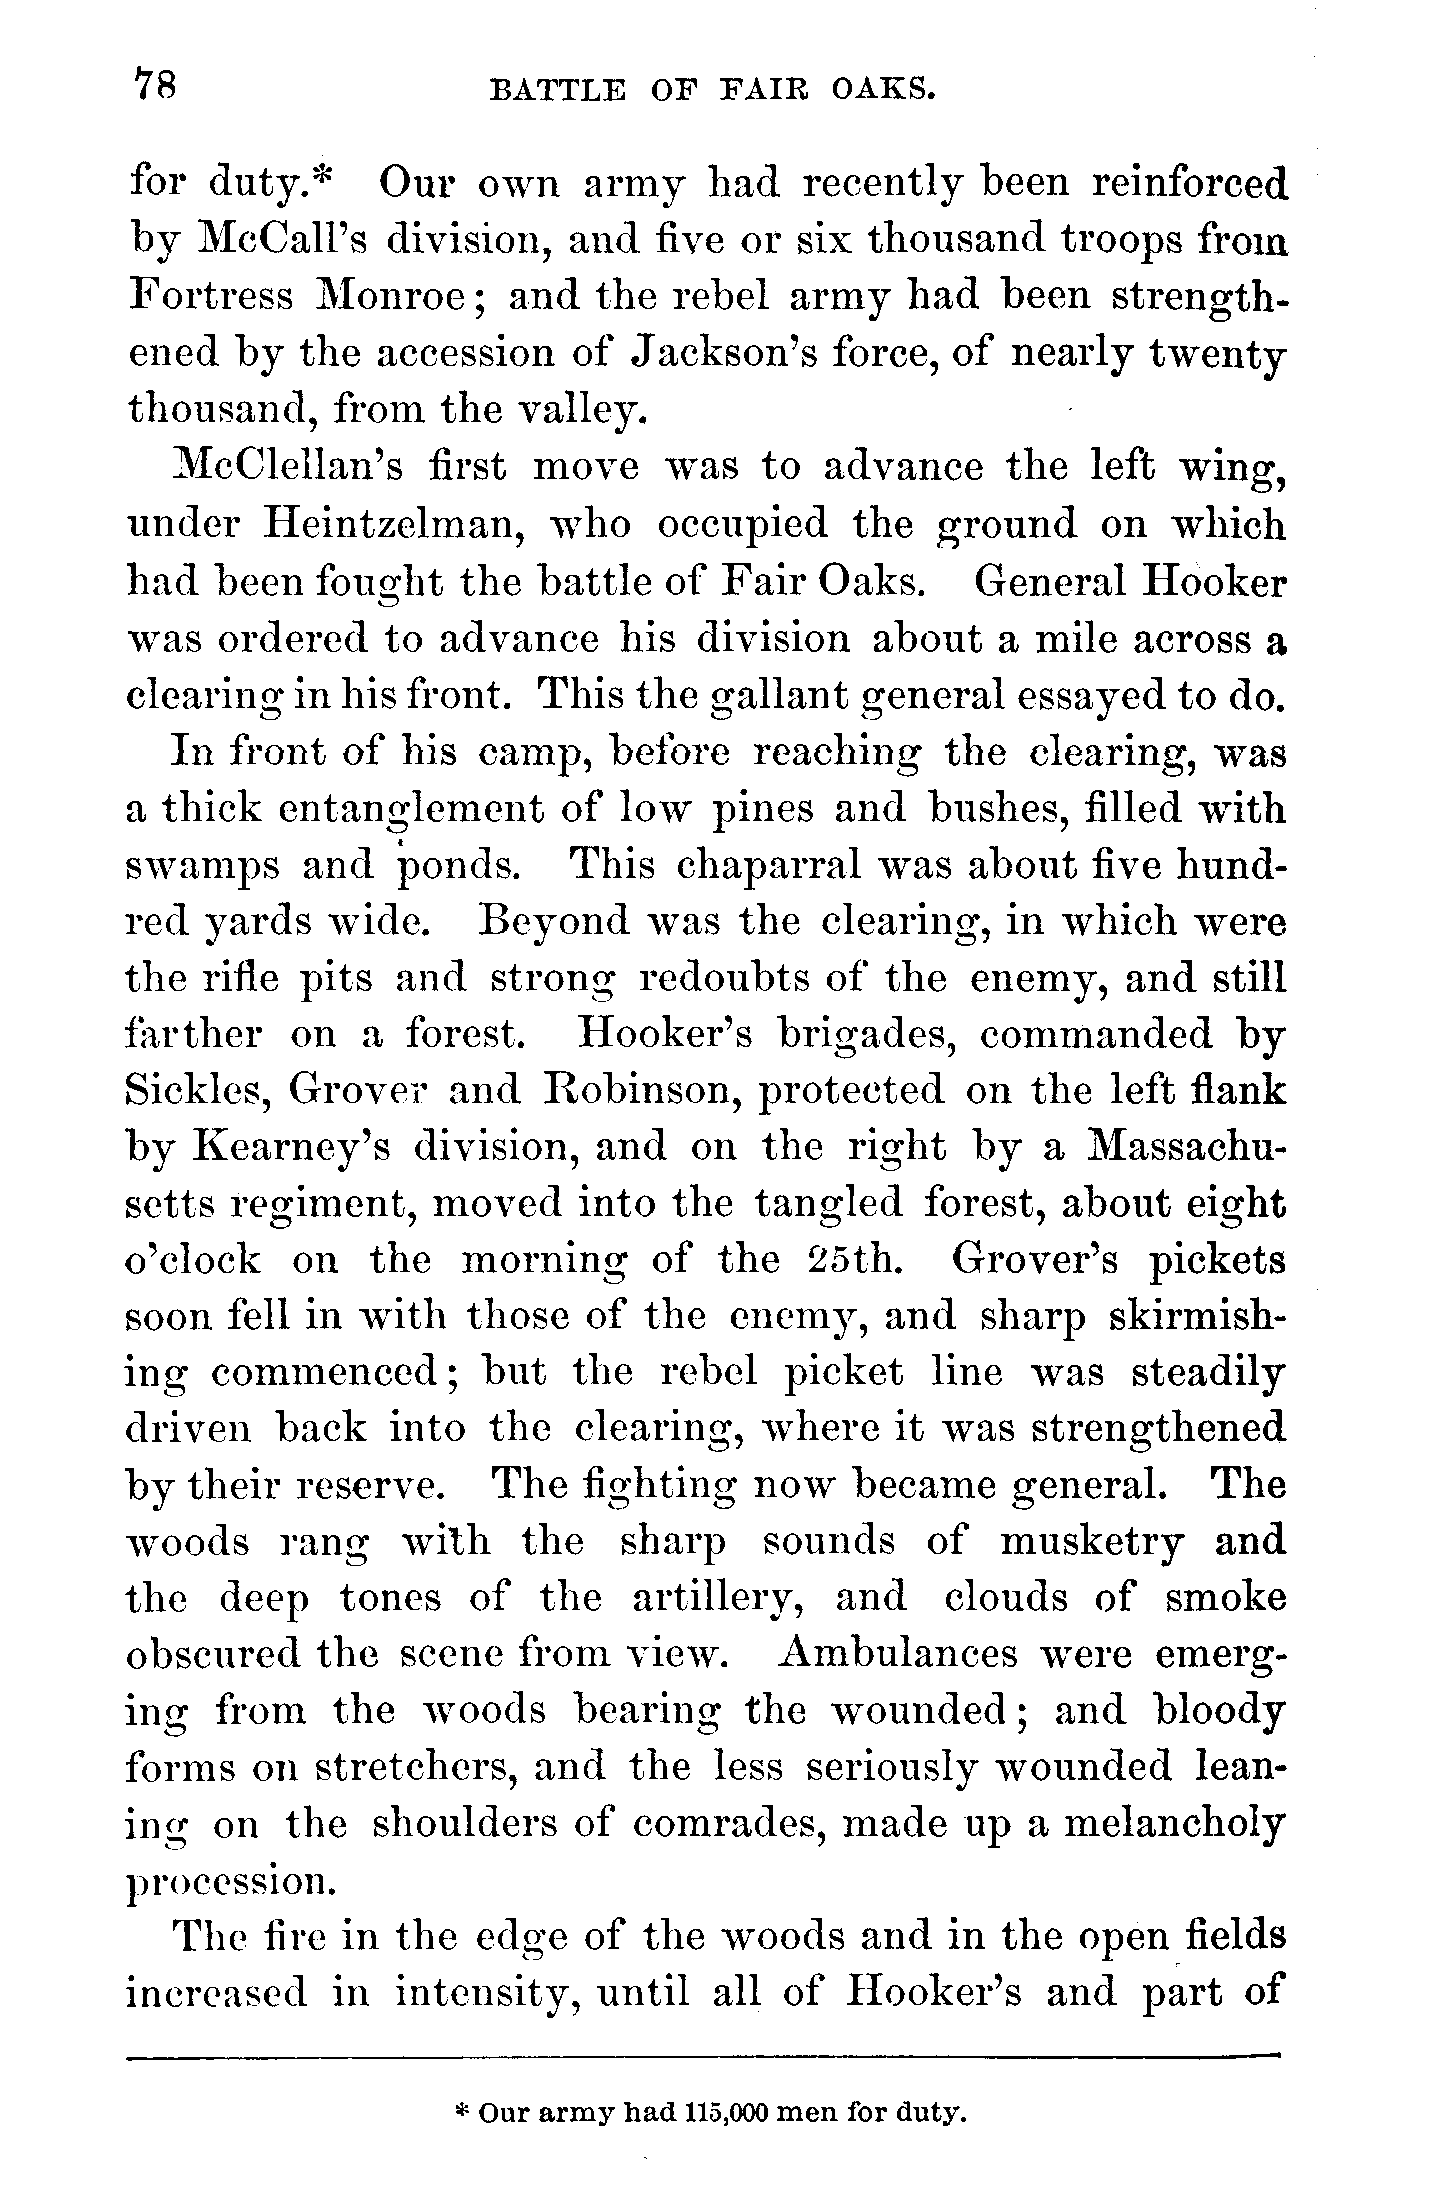 78 BATTLE OF FAIR OAKS.
for duty.* Our own army had recently been reinforced
by McCall's division, and five or six thousand troops from
Fortress Monroe; and the rebel army had been strength-
ened by the accession of Jackson's force, of nearly twenty
thousand, from the valley.
McClellan's first move was to advance the left wing,
under Heintzelman, who occupied the ground on which
had been fought the battle of Fair Oaks. General Hooker
was ordered to advance his division about a mile across a
clearing in his front. This the gallant general essayed to do.
In front of his camp, before reaching the clearing, was
a thick entanglement of low pines and bushes, filled with
swamps and ponds. This chaparral was about five hund-
red yards wide. Beyond was the clearing, in which were
the rifle pits and strong redoubts of the enemy, and still
farther on a forest. Hooker's brigades, commanded by
Sickles, Grover and Robinson, protected on the left flank
by Kearney's division, and on the right by a Massachu-
setts regiment, moved into the tangled forest, about eight
o'clock on the morning of the 25th. Grover's pickets
soon fell in with those of the enemy, and sharp skirmish-
ing commenced; but the rebel picket line was steadily
driven back into the clearing, where it was strengthened
by their reserve. The fighting now became general. The
woods rang with the sharp sounds of musketry and
the deep tones of the artillery, and clouds of smoke
obscured the scene from view. Ambulances were emerg-
ing from the woods bearing the wounded; and bloody
forms on stretchers, and the less seriously wounded lean-
ing on the shoulders of comrades, made up a melancholy
procession.
The fire in the edge of the woods and in the open fields
increased in intensity, until all of Hooker's and part of
* Our army had 115,000 men for duty.